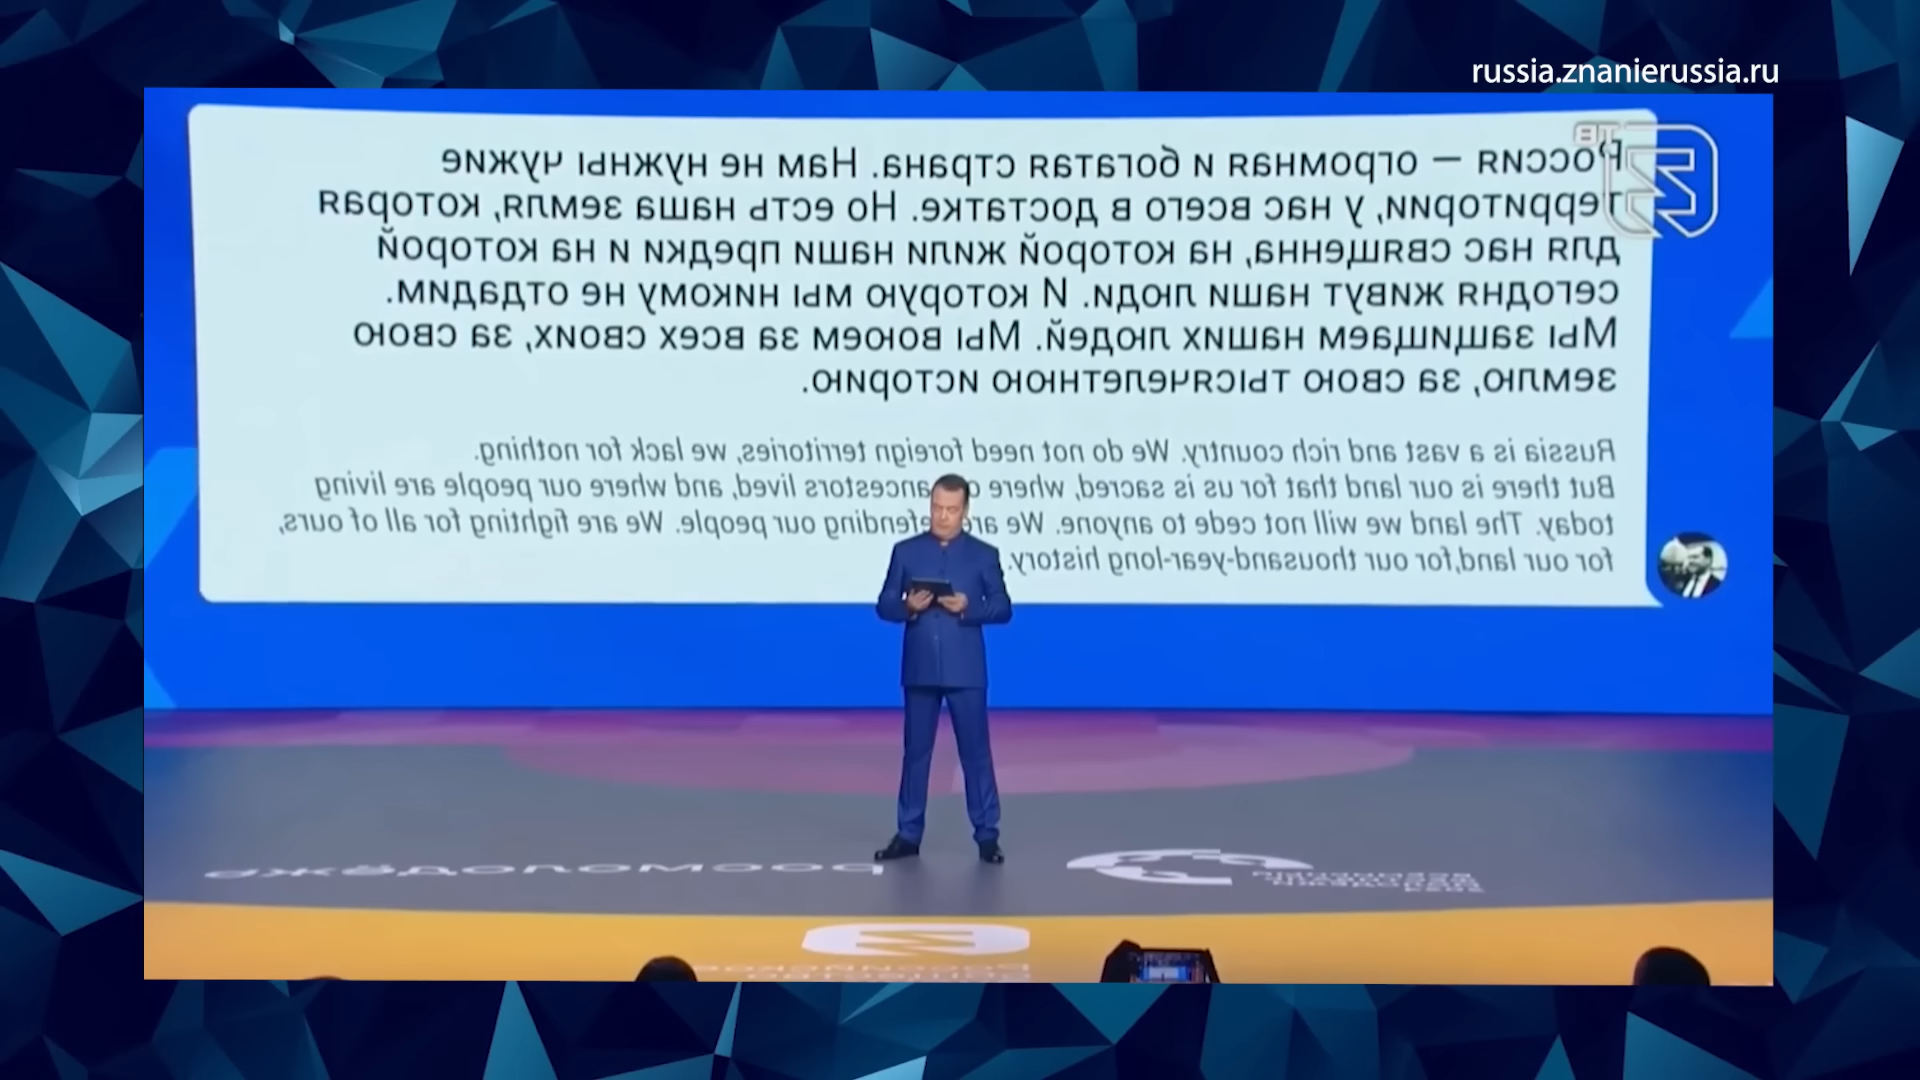 russia.znanierussia.ru
ТВ
Россия — огромная и богатая страна. Нам не нужны чужие
территории, у нас всего в достатке. Но есть наша земля, которая
для нас священна, на которой жили наши предки и на которой
сегодня живут наши люди. И которую мы никому не отдадим.
Мы защищаем наших людей. Мы воюем за всех своих, за свою
землю, за свою тысячелетнюю историю.
Russia is a vast and rich country. We do not need foreign territories, we lack for nothing.
But there is our land that for us is sacred, where ancestors lived, and where our people are living
today. The land we will not cede to anyone. We are defending our people. We are fighting for all of ours,
for our land,for our thousand-year-long history.
росмолодёжь